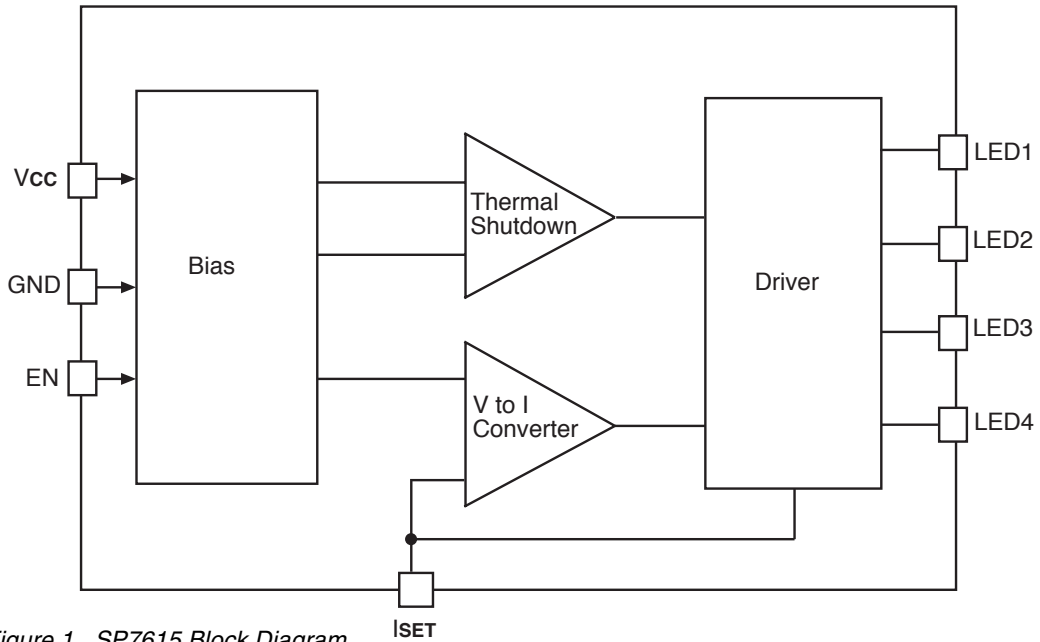 VCC
GND
EN
Bias
Thermal
Shutdown
V to I
Converter
Driver
LED1
LED2
LED3
LED4
ISET
Figure 1. SP7615 Block Diagram